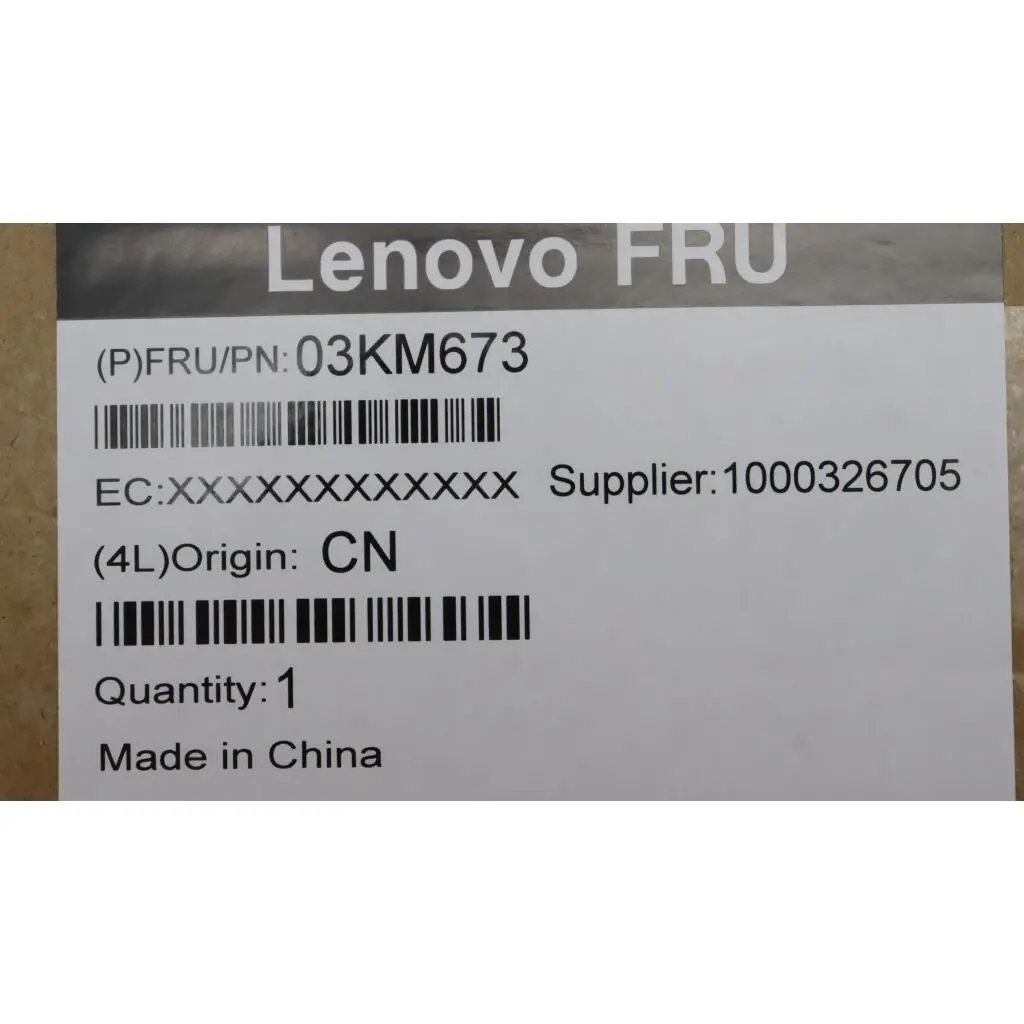 Lenovo FRU
(P)FRU/PN: 03KM673
EC:XXXXXXXXXXXX Supplier:1000326705
(4L)Origin: CN
Quantity: 1
Made in China